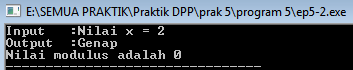 E:\SEMUA PRAKTIK\Praktik DPP\prak 5\program 5\ep5-2.exe
Input   :Nilai x = 2
Output  :Genap
Nilai modulus adalah 0
--------------------------------